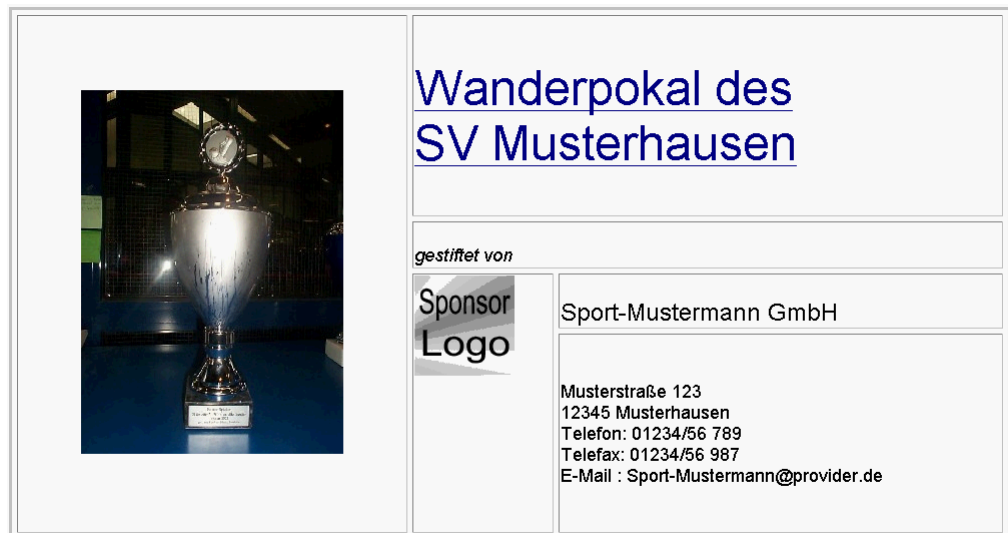 Wanderpokal des
SV Musterhausen
gestiftet von
Sponsor
Logo
Sport-Mustermann GmbH
Musterstraße 123
12345 Musterhausen
Telefon: 01234/56 789
Telefax: 01234/56 987
E-Mail : Sport-Mustermann@provider.de